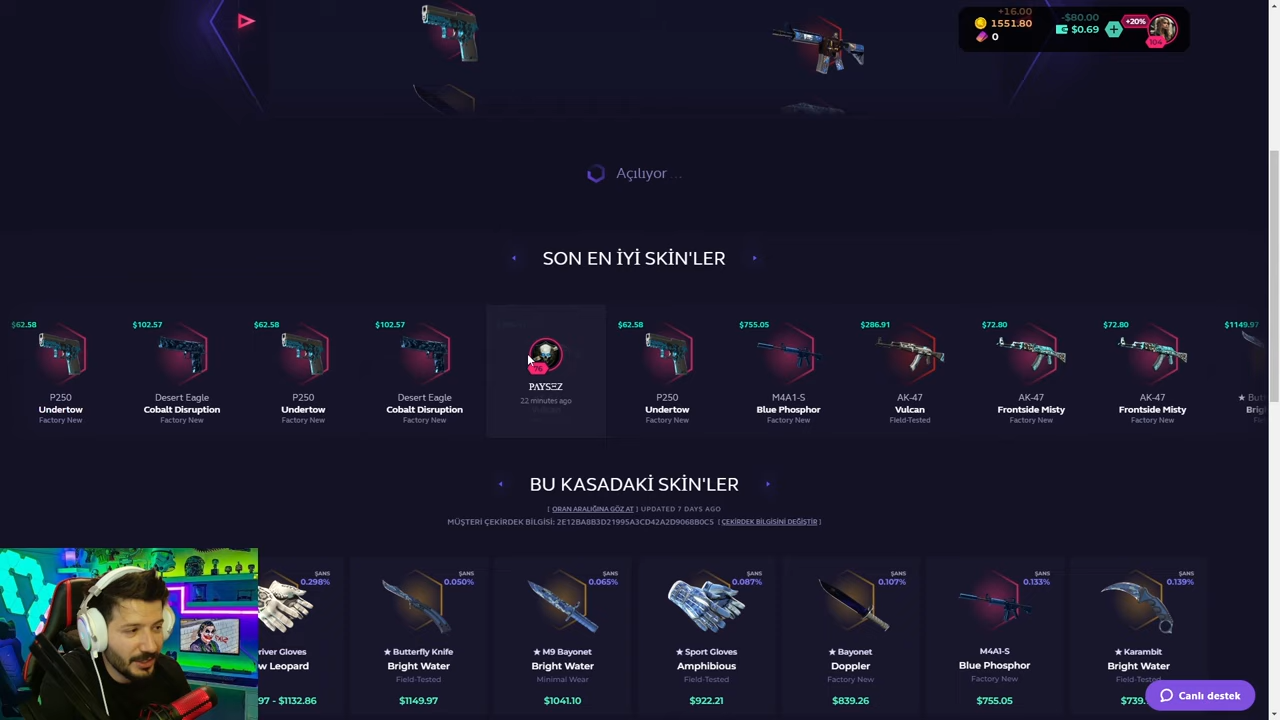 +16.00
1551.80
0
-$80.00
$0.69
+20%
104
Açılıyor ...
SON EN İYİ SKİN'LER
$62.58
P250
Undertow
Factory New
$102.57
Desert Eagle
Cobalt Disruption
Factory New
$62.58
P250
Undertow
Factory New
$102.57
Desert Eagle
Cobalt Disruption
Factory New
76
PΛYSΞZ
22 minutes ago
$62.58
P250
Undertow
Factory New
$755.05
M4A1-S
Blue Phosphor
Factory New
$286.91
AK-47
Vulcan
Field-Tested
$72.80
AK-47
Frontside Misty
Factory New
$72.80
AK-47
Frontside Misty
Factory New
$1149.97
BU KASADAKİ SKİN'LER
[ ORAN ARALIĞINA GÖZ AT ] UPDATED 7 DAYS AGO
MÜŞTERİ ÇEKİRDEK BİLGİSİ: 2E12BA8B3D21995A3CD42A2D9068B0C5 [ ÇEKİRDEK BİLGİSİNİ DEĞİŞTİR ]
ŞANS
0.298%
river Gloves
w Leopard
97 - $1132.86
ŞANS
0.050%
★ Butterfly Knife
Bright Water
Field-Tested
$1149.97
ŞANS
0.065%
★ M9 Bayonet
Bright Water
Minimal Wear
$1041.10
ŞANS
0.087%
★ Sport Gloves
Amphibious
Field-Tested
$922.21
ŞANS
0.107%
★ Bayonet
Doppler
Factory New
$839.26
ŞANS
0.133%
M4A1-S
Blue Phosphor
Factory New
$755.05
ŞANS
0.139%
★ Karambit
Bright Water
Field-Tested
$739.
Canlı destek